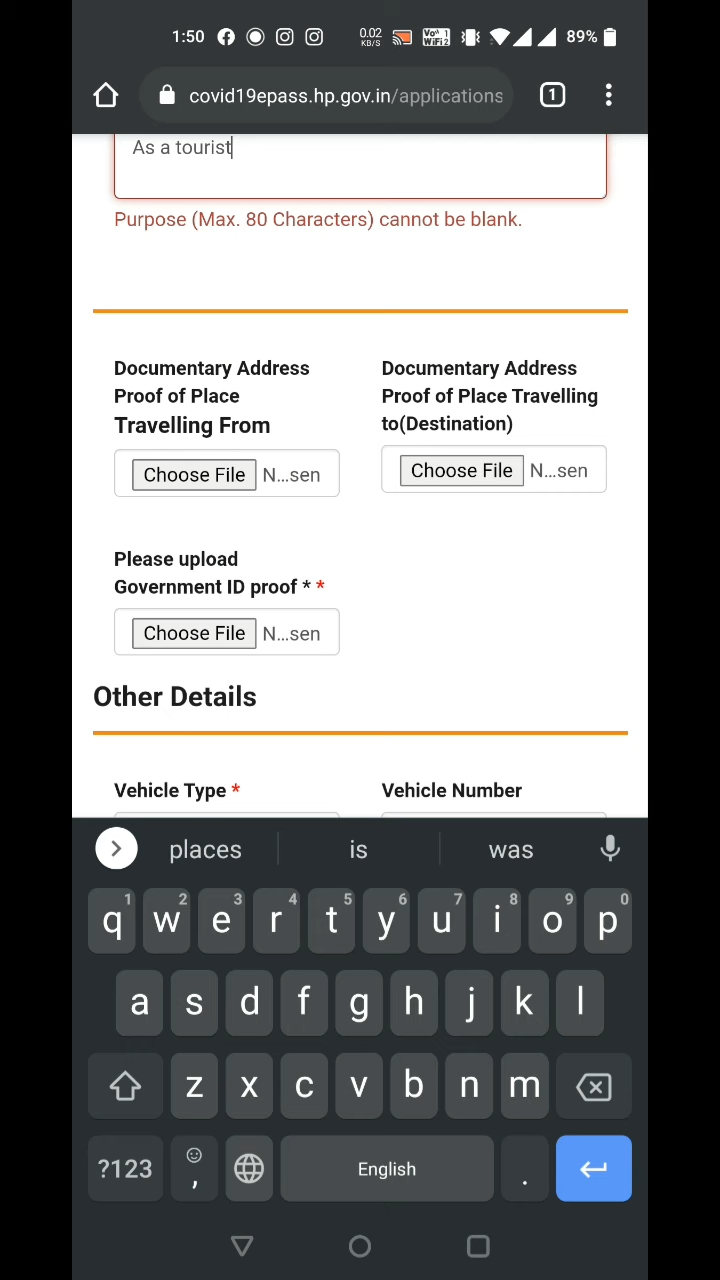 1:50 0.02 KB/S Vo)) 1 WiFi2 89%
covid19epass.hp.gov.in/applications 1
As a tourist
Purpose (Max. 80 Characters) cannot be blank.
Documentary Address Proof of Place Travelling From
Documentary Address Proof of Place Travelling to(Destination)
Choose File N...sen
Choose File N...sen
Please upload
Government ID proof * *
Choose File N...sen
Other Details
Vehicle Type * Vehicle Number
places is was
1 2 3 4 5 6 7 8 9 0
q w e r t y u i o p
a s d f g h j k l
z x c v b n m
?123 , English .